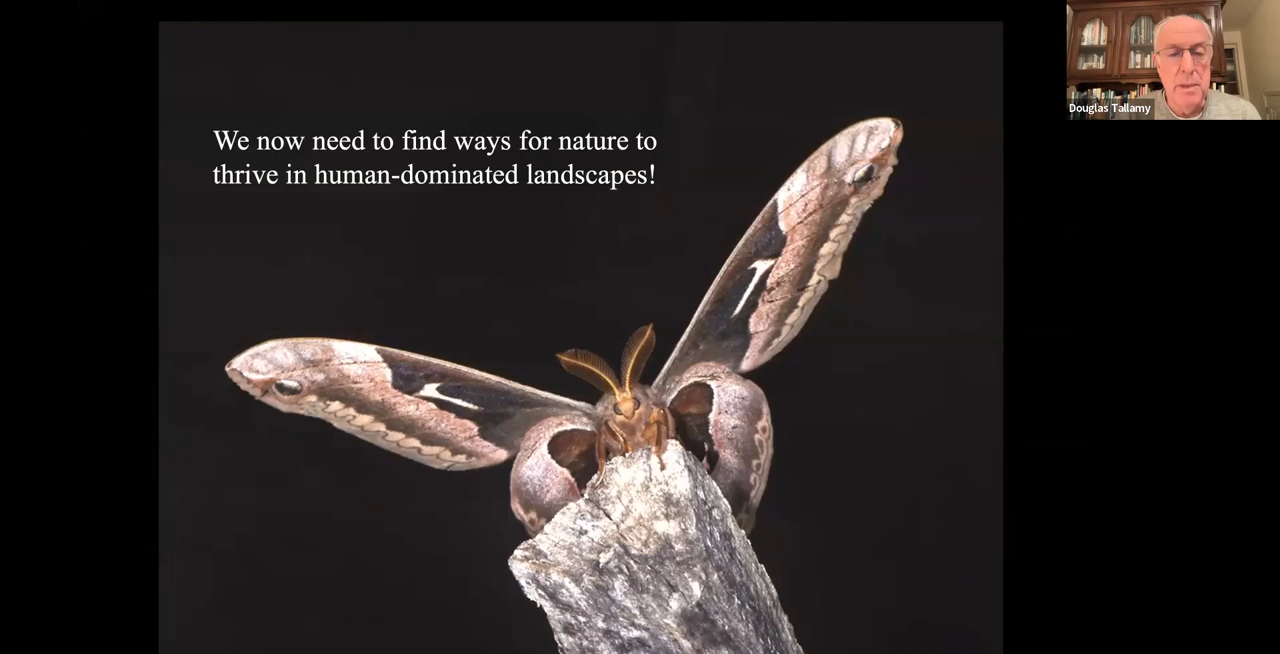 We now need to find ways for nature to
thrive in human-dominated landscapes!
Douglas Tallamy